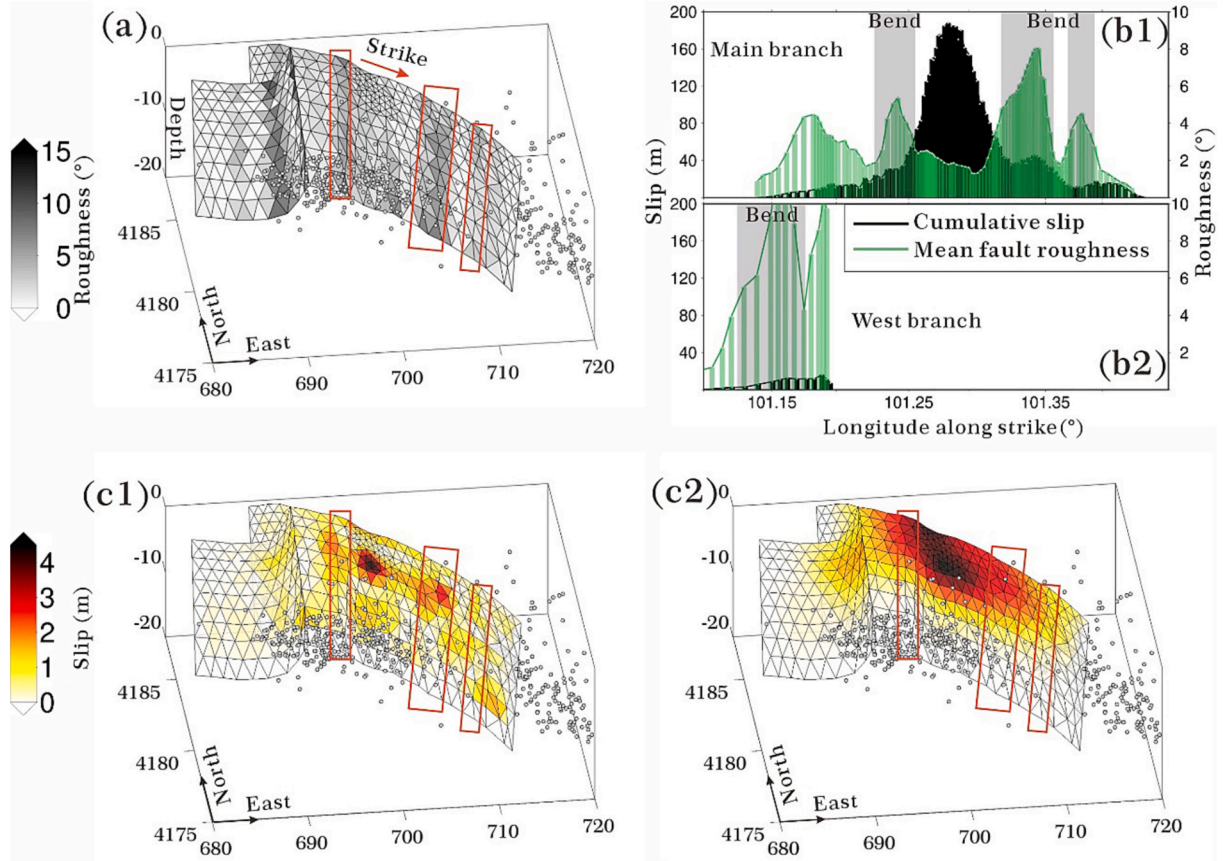 (a)
Strike
0
-10
-20
Depth
15
10
5
0
Roughness (°)
4185
4180
4175
North
East
680
690
700
710
720
200
160
120
80
40
Slip (m)
Bend
Bend
Main branch
(b1)
10
8
6
4
2
Roughness (°)
200
160
120
80
40
Bend
Cumulative slip
Mean fault roughness
West branch
(b2)
10
8
6
4
2
101.15
101.25
101.35
Longitude along strike(°)
(c1)
0
-10
-20
4
3
2
1
0
Slip (m)
4185
4180
4175
North
East
680
690
700
710
720
(c2)
0
-10
-20
4185
4180
4175
North
East
680
690
700
710
720